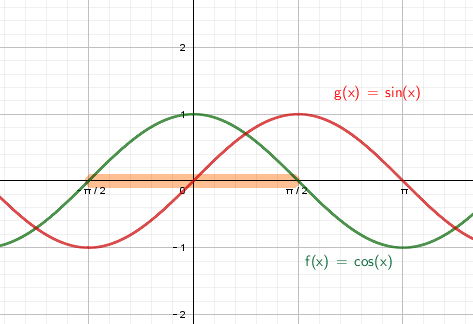 2
g(x) = sin(x)
1
- π / 2
0
π / 2
π
- 1
f(x) = cos(x)
- 2